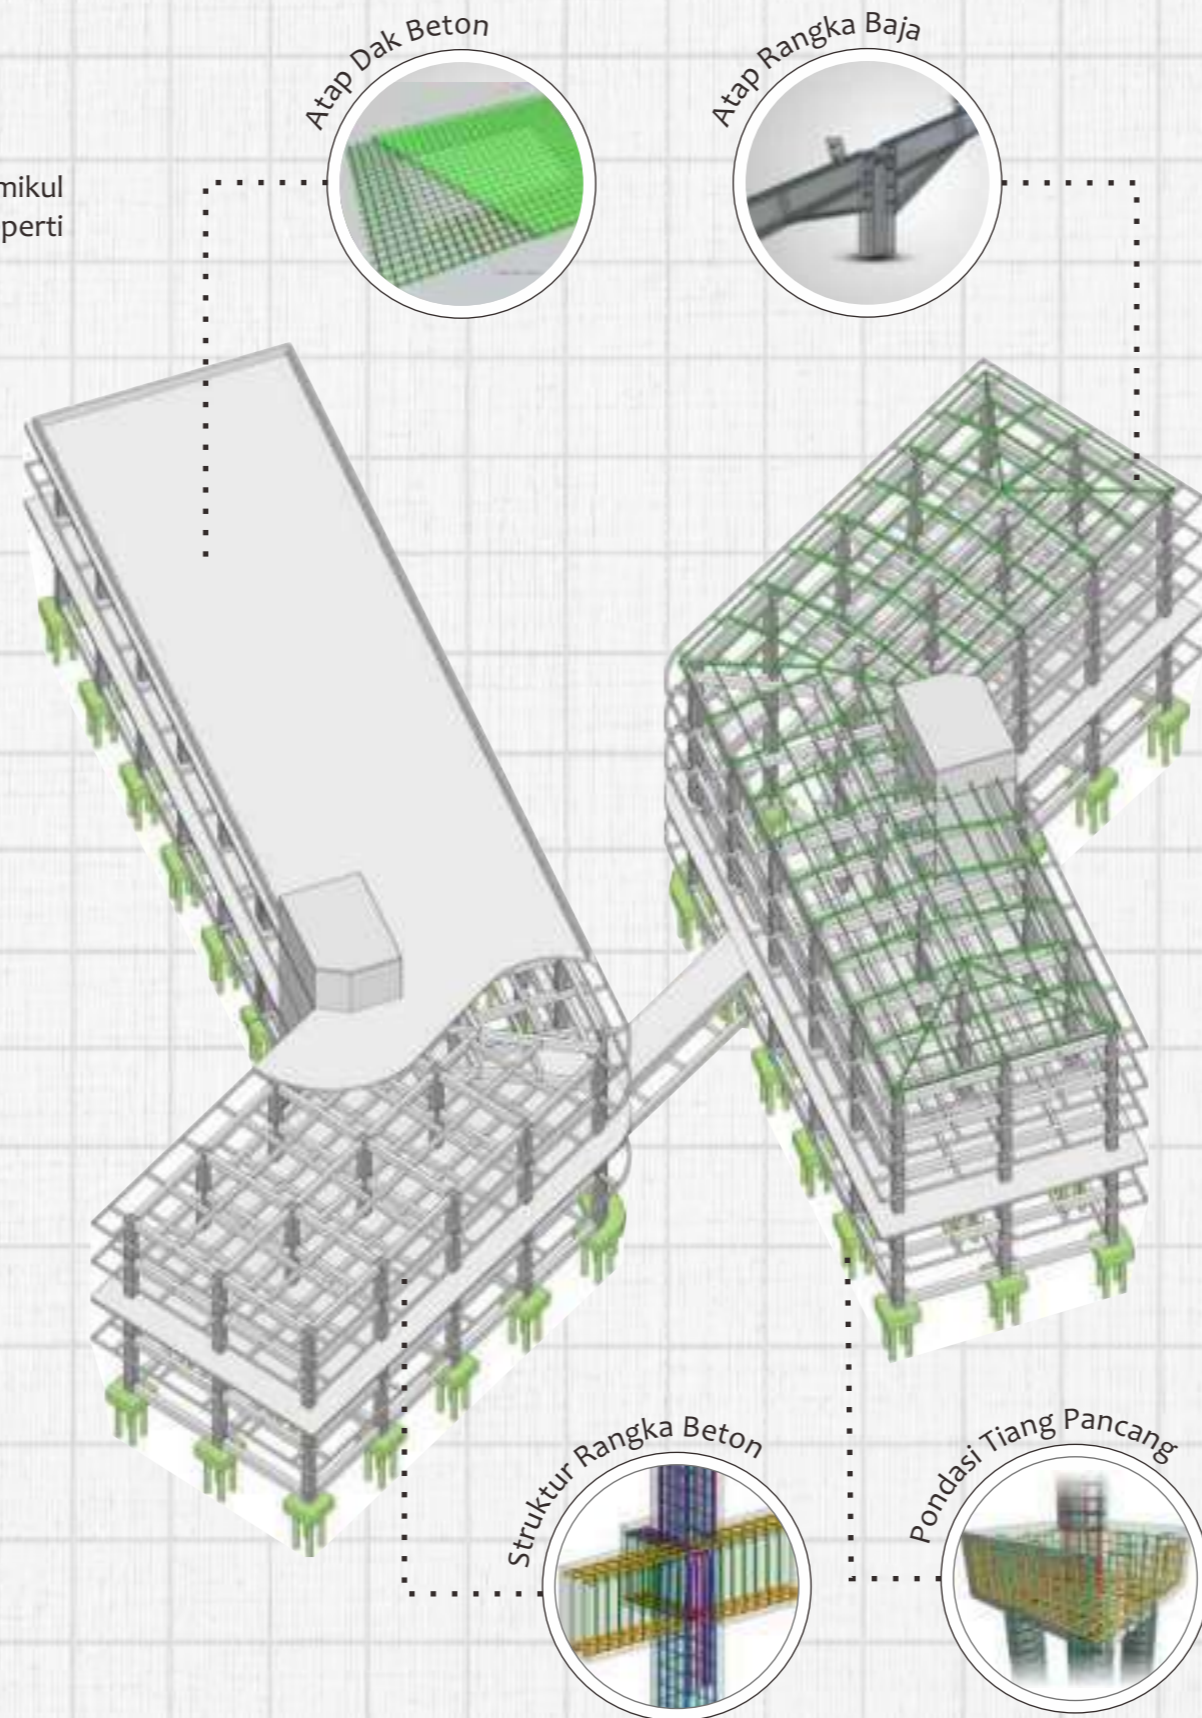 Atap Dak Beton
Atap Rangka Baja
mikul
perti
Struktur Rangka Beton
Pondasi Tiang Pancang